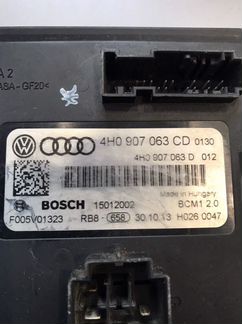 A 2
ASA-GF20<
4H0 907 063 CD 0130
4H0 907 063 D 012
Made in Hungary
BOSCH 15012002 BCM1 2.0
F005V01323 RB8- 658 30.10.13 H026 0047